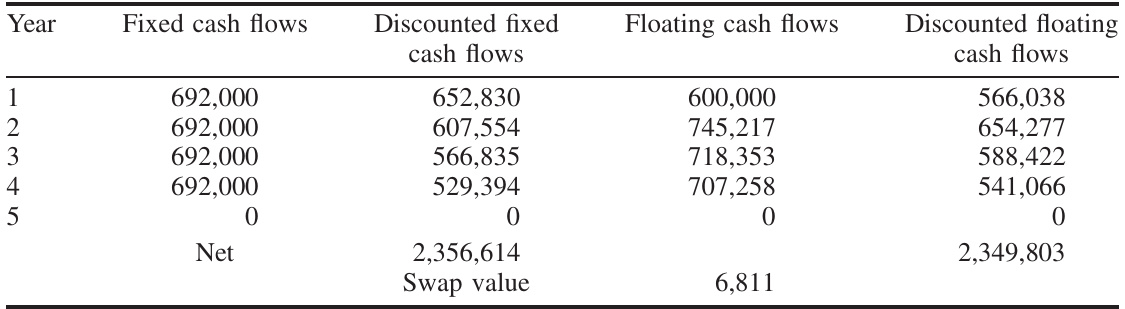 Year Fixed cash flows Discounted fixed cash flows Floating cash flows Discounted floating cash flows
1 692,000 652,830 600,000 566,038
2 692,000 607,554 745,217 654,277
3 692,000 566,835 718,353 588,422
4 692,000 529,394 707,258 541,066
5 0 0 0 0
Net 2,356,614 2,349,803
Swap value 6,811